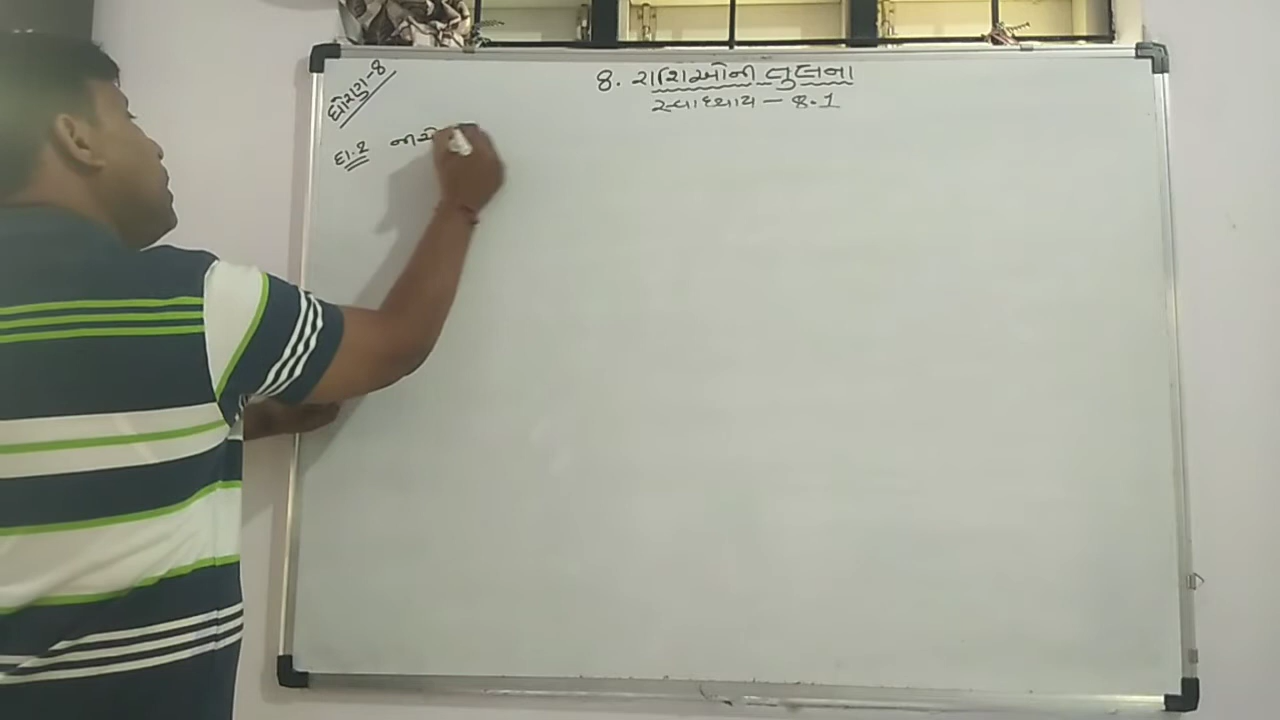 ધોરણ-8
8. રાશિઓની તુલના
સ્વાધ્યાય - 8.1
દા.2